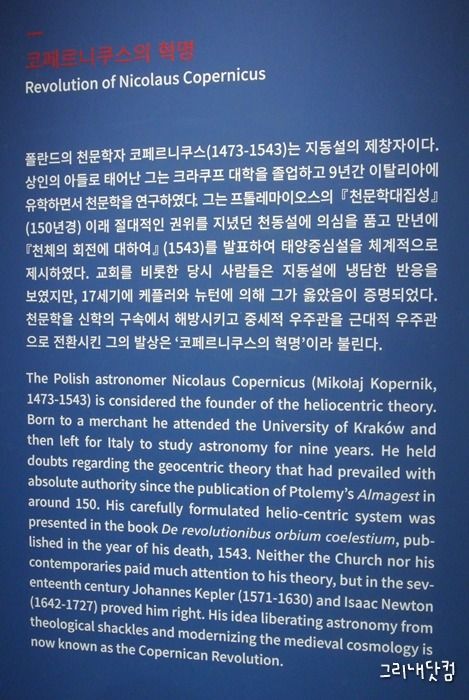 코페르니쿠스의 혁명
Revolution of Nicolaus Copernicus
폴란드의 천문학자 코페르니쿠스(1473-1543)는 지동설의 제창자이다.
상인의 아들로 태어난 그는 크라쿠프 대학을 졸업하고 9년간 이탈리아에
유학하면서 천문학을 연구하였다. 그는 프톨레마이오스의 『천문학대집성』
(150년경) 이래 절대적인 권위를 지녔던 천동설에 의심을 품고 만년에
『천체의 회전에 대하여』(1543)를 발표하여 태양중심설을 체계적으로
제시하였다. 교회를 비롯한 당시 사람들은 지동설에 냉담한 반응을
보였지만, 17세기에 케플러와 뉴턴에 의해 그가 옳았음이 증명되었다.
천문학을 신학의 구속에서 해방시키고 중세적 우주관을 근대적 우주관
으로 전환시킨 그의 발상은 ‘코페르니쿠스의 혁명’이라 불린다.
The Polish astronomer Nicolaus Copernicus (Mikołaj Kopernik,
1473-1543) is considered the founder of the heliocentric theory.
Born to a merchant he attended the University of Kraków and
then left for Italy to study astronomy for nine years. He held
doubts regarding the geocentric theory that had prevailed with
absolute authority since the publication of Ptolemy’s Almagest in
around 150. His carefully formulated helio-centric system was
presented in the book De revolutionibus orbium coelestium, pub-
lished in the year of his death, 1543. Neither the Church nor his
contemporaries paid much attention to his theory, but in the sev-
enteenth century Johannes Kepler (1571-1630) and Isaac Newton
(1642-1727) proved him right. His idea liberating astronomy from
theological shackles and modernizing the medieval cosmology is
now known as the Copernican Revolution.
그리내닷컴